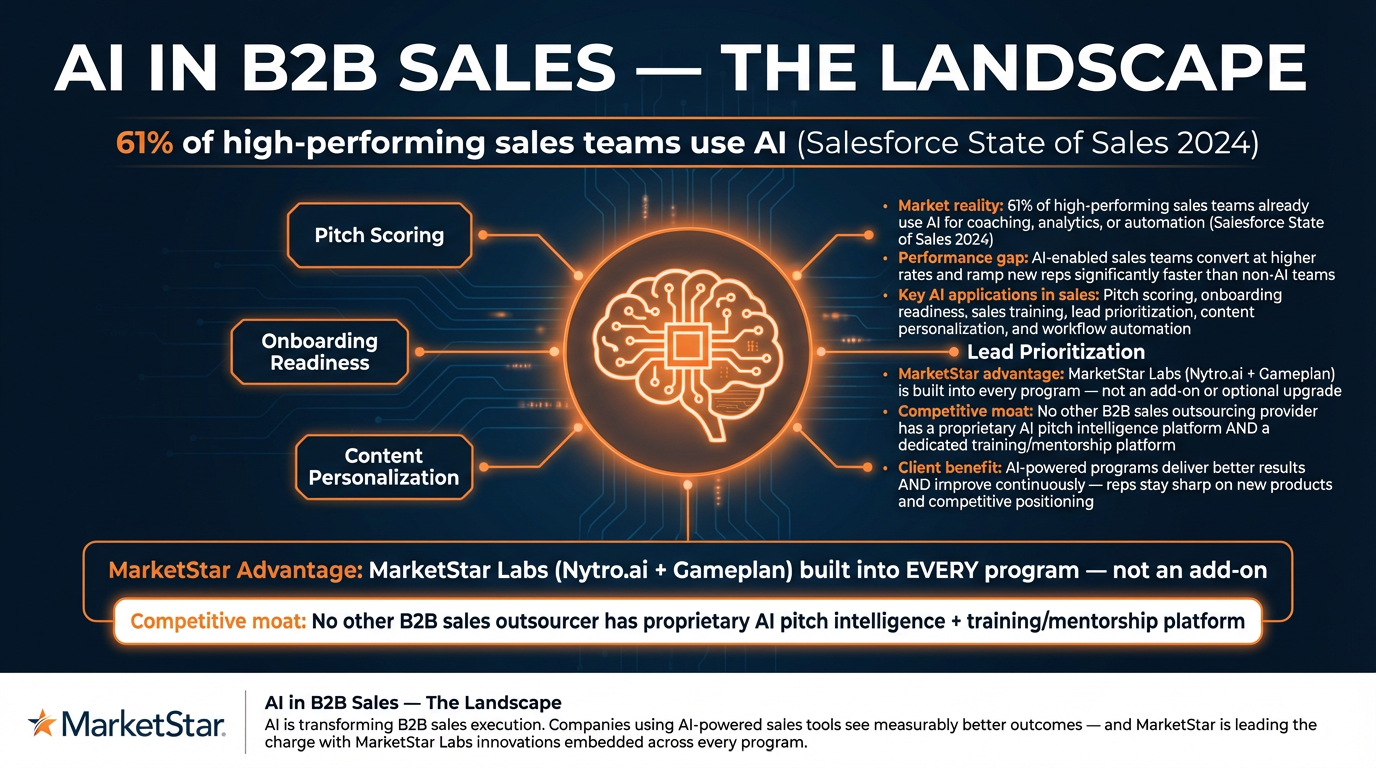 AI IN B2B SALES — THE LANDSCAPE
61% of high-performing sales teams use AI (Salesforce State of Sales 2024)
Pitch Scoring
Onboarding
Readiness
Content
Personalization
• Market reality: 61% of high-performing sales teams already
use AI for coaching, analytics, or automation (Salesforce State
of Sales 2024)
• Performance gap: AI-enabled sales teams convert at higher
rates and ramp new reps significantly faster than non-AI teams
• Key AI applications in sales: Pitch scoring, onboarding
readiness, sales training, lead prioritization, content
personalization, and workflow automation
Lead Prioritization
• MarketStar advantage: MarketStar Labs (Nytro.ai + Gameplan)
is built into every program — not an add-on or optional upgrade
• Competitive moat: No other B2B sales outsourcing provider
has a proprietary AI pitch intelligence platform AND a
dedicated training/mentorship platform
• Client benefit: AI-powered programs deliver better results
AND improve continuously — reps stay sharp on new products
and competitive positioning
MarketStar Advantage: MarketStar Labs (Nytro.ai + Gameplan) built into EVERY program — not an add-on
Competitive moat: No other B2B sales outsourcer has proprietary AI pitch intelligence + training/mentorship platform
MarketStar
AI in B2B Sales — The Landscape
AI is transforming B2B sales execution. Companies using AI-powered sales tools see measurably better outcomes — and MarketStar is leading the
charge with MarketStar Labs innovations embedded across every program.